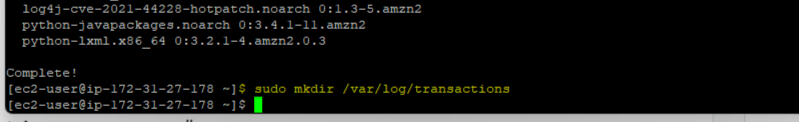 log4j-cve-2021-44228-hotpatch.noarch 0:1.3-5.amzn2
python-javapackages.noarch 0:3.4.1-11.amzn2
python-lxml.x86_64 0:3.2.1-4.amzn2.0.3
Complete!
[ec2-user@ip-172-31-27-178 ~]$ sudo mkdir /var/log/transactions
[ec2-user@ip-172-31-27-178 ~]$